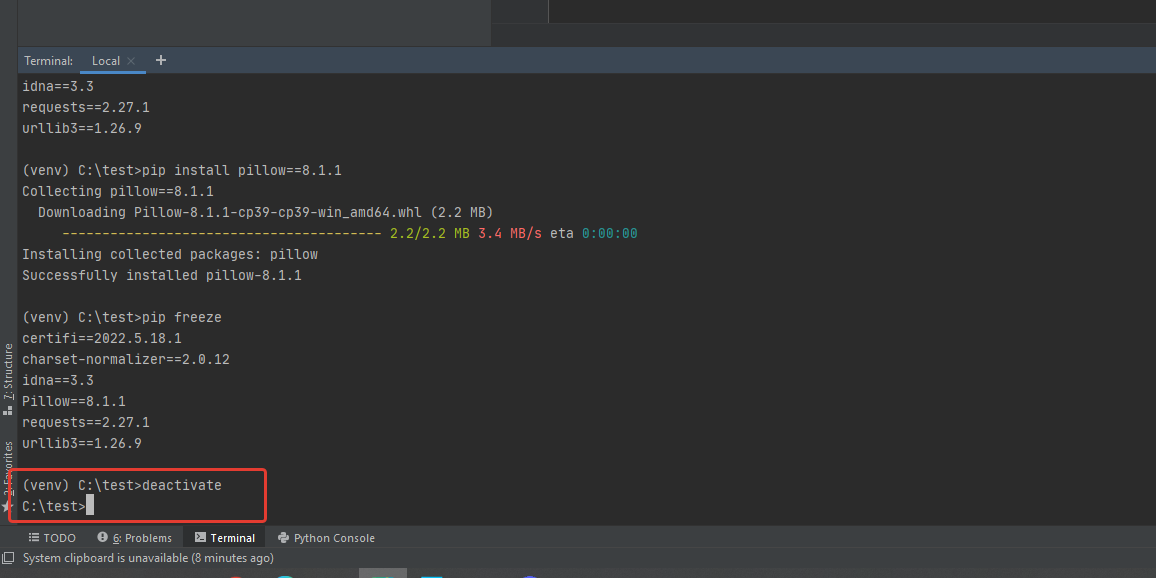 Terminal: Local × +
idna==3.3
requests==2.27.1
urllib3==1.26.9
(venv) C:\test>pip install pillow==8.1.1
Collecting pillow==8.1.1
Downloading Pillow-8.1.1-cp39-cp39-win_amd64.whl (2.2 MB)
---------------------------------------- 2.2/2.2 MB 3.4 MB/s eta 0:00:00
Installing collected packages: pillow
Successfully installed pillow-8.1.1
(venv) C:\test>pip freeze
certifi==2022.5.18.1
charset-normalizer==2.0.12
idna==3.3
Pillow==8.1.1
requests==2.27.1
urllib3==1.26.9
(venv) C:\test>deactivate
C:\test>
7: Structure
Favorites
TODO 6: Problems Terminal Python Console
System clipboard is unavailable (8 minutes ago)